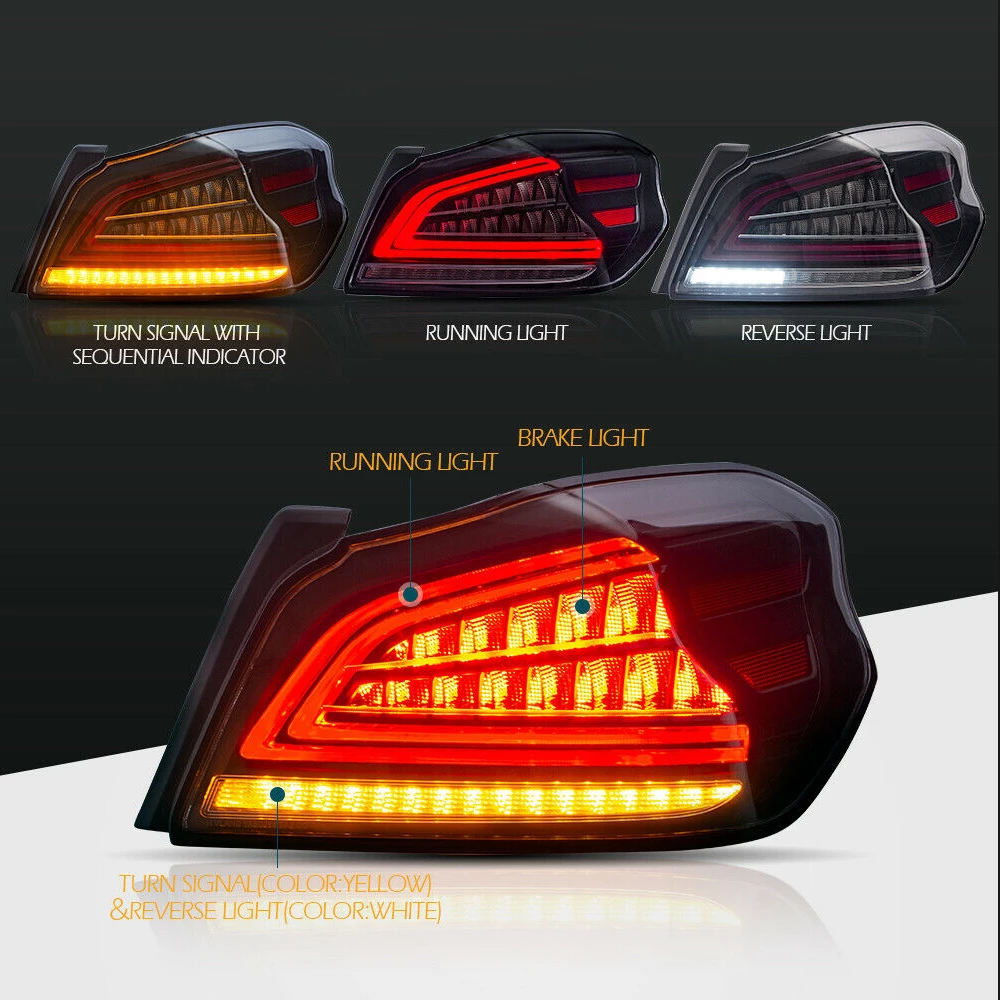 TURN SIGNAL WITH
SEQUENTIAL INDICATOR
RUNNING LIGHT
REVERSE LIGHT
BRAKE LIGHT
RUNNING LIGHT
TURN SIGNAL(COLOR:YELLOW)
&REVERSE LIGHT(COLOR:WHITE)